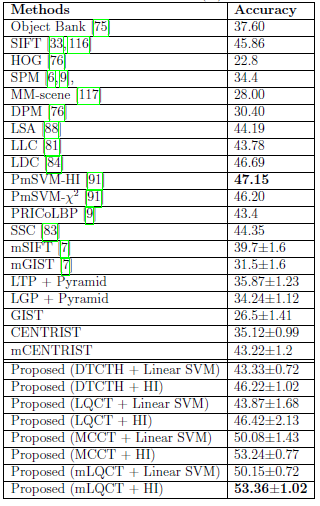 Methods Accuracy
Object Bank [75] 37.60
SIFT [33,116] 45.86
HOG [76] 22.8
SPM [6,9], 34.4
MM-scene [117] 28.00
DPM [76] 30.40
LSA [88] 44.19
LLC [81] 43.78
LDC [84] 46.69
PmSVM-HI [91] 47.15
PmSVM-χ² [91] 46.20
PRICoLBP [9] 43.4
SSC [83] 44.35
mSIFT [7] 39.7±1.6
mGIST [7] 31.5±1.6
LTP + Pyramid 35.87±1.23
LGP + Pyramid 34.24±1.12
GIST 26.5±1.41
CENTRIST 35.12±0.99
mCENTRIST 43.22±1.2
Proposed (DTCTH + Linear SVM) 43.33±0.72
Proposed (DTCTH + HI) 46.22±1.02
Proposed (LQCT + Linear SVM) 43.87±1.68
Proposed (LQCT + HI) 46.42±2.13
Proposed (MCCT + Linear SVM) 50.08±1.43
Proposed (MCCT + HI) 53.24±0.77
Proposed (mLQCT + Linear SVM) 50.15±0.72
Proposed (mLQCT + HI) 53.36±1.02